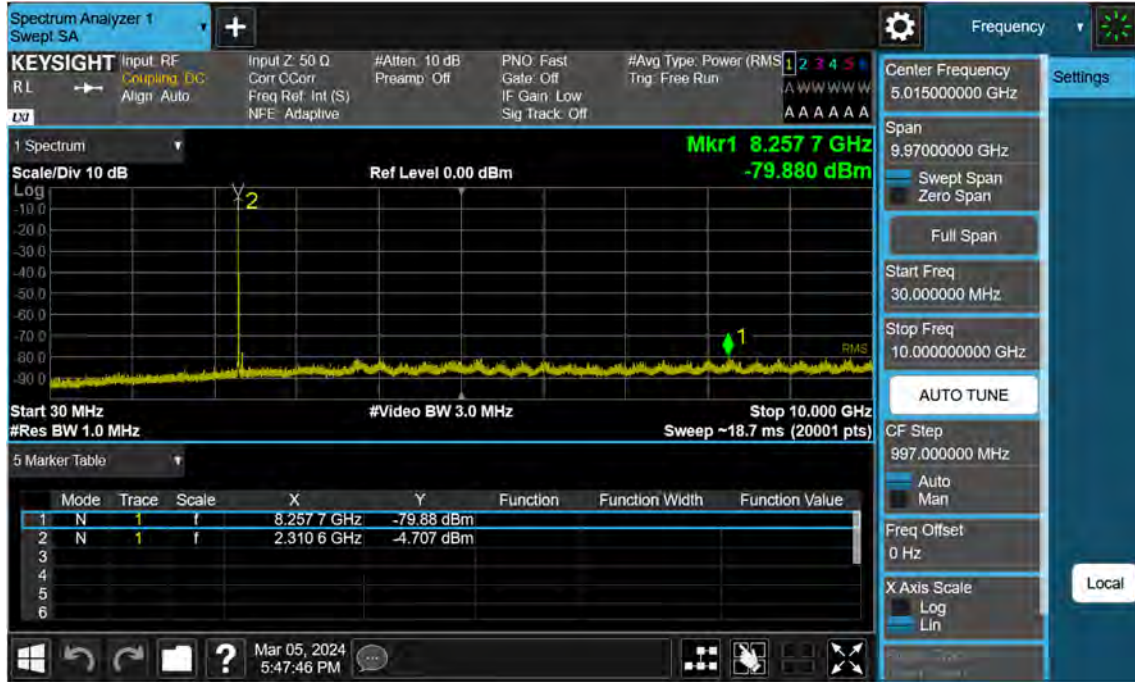 Spectrum Analyzer 1
Swept SA
+
Frequency
KEYSIGHT
RL
LXI
Input: RF
Coupling: DC
Align: Auto
Input Z: 50 Ω
Corr CCorr
Freq Ref: Int (S)
NFE: Adaptive
#Atten: 10 dB
Preamp: Off
PNO: Fast
Gate: Off
IF Gain: Low
Sig Track: Off
#Avg Type: Power (RMS
Trig: Free Run
1 2 3 4 5 6
A W W W W W
A A A A A A
1 Spectrum
Scale/Div 10 dB
Ref Level 0.00 dBm
Mkr1 8.257 7 GHz
-79.880 dBm
Log
-10.0
-20.0
-30.0
-40.0
-50.0
-60.0
-70.0
-80.0
-90.0
2
1
RMS
Start 30 MHz
#Video BW 3.0 MHz
Stop 10.000 GHz
#Res BW 1.0 MHz
Sweep ~18.7 ms (20001 pts)
5 Marker Table
Mode Trace Scale X Y Function Function Width Function Value
1 N 1 f 8.257 7 GHz -79.88 dBm
2 N 1 f 2.310 6 GHz -4.707 dBm
3
4
5
6
?
Mar 05, 2024
5:47:46 PM
Center Frequency
5.015000000 GHz
Settings
Span
9.97000000 GHz
Swept Span
Zero Span
Full Span
Start Freq
30.000000 MHz
Stop Freq
10.000000000 GHz
AUTO TUNE
CF Step
997.000000 MHz
Auto
Man
Freq Offset
0 Hz
X Axis Scale
Log
Lin
Local